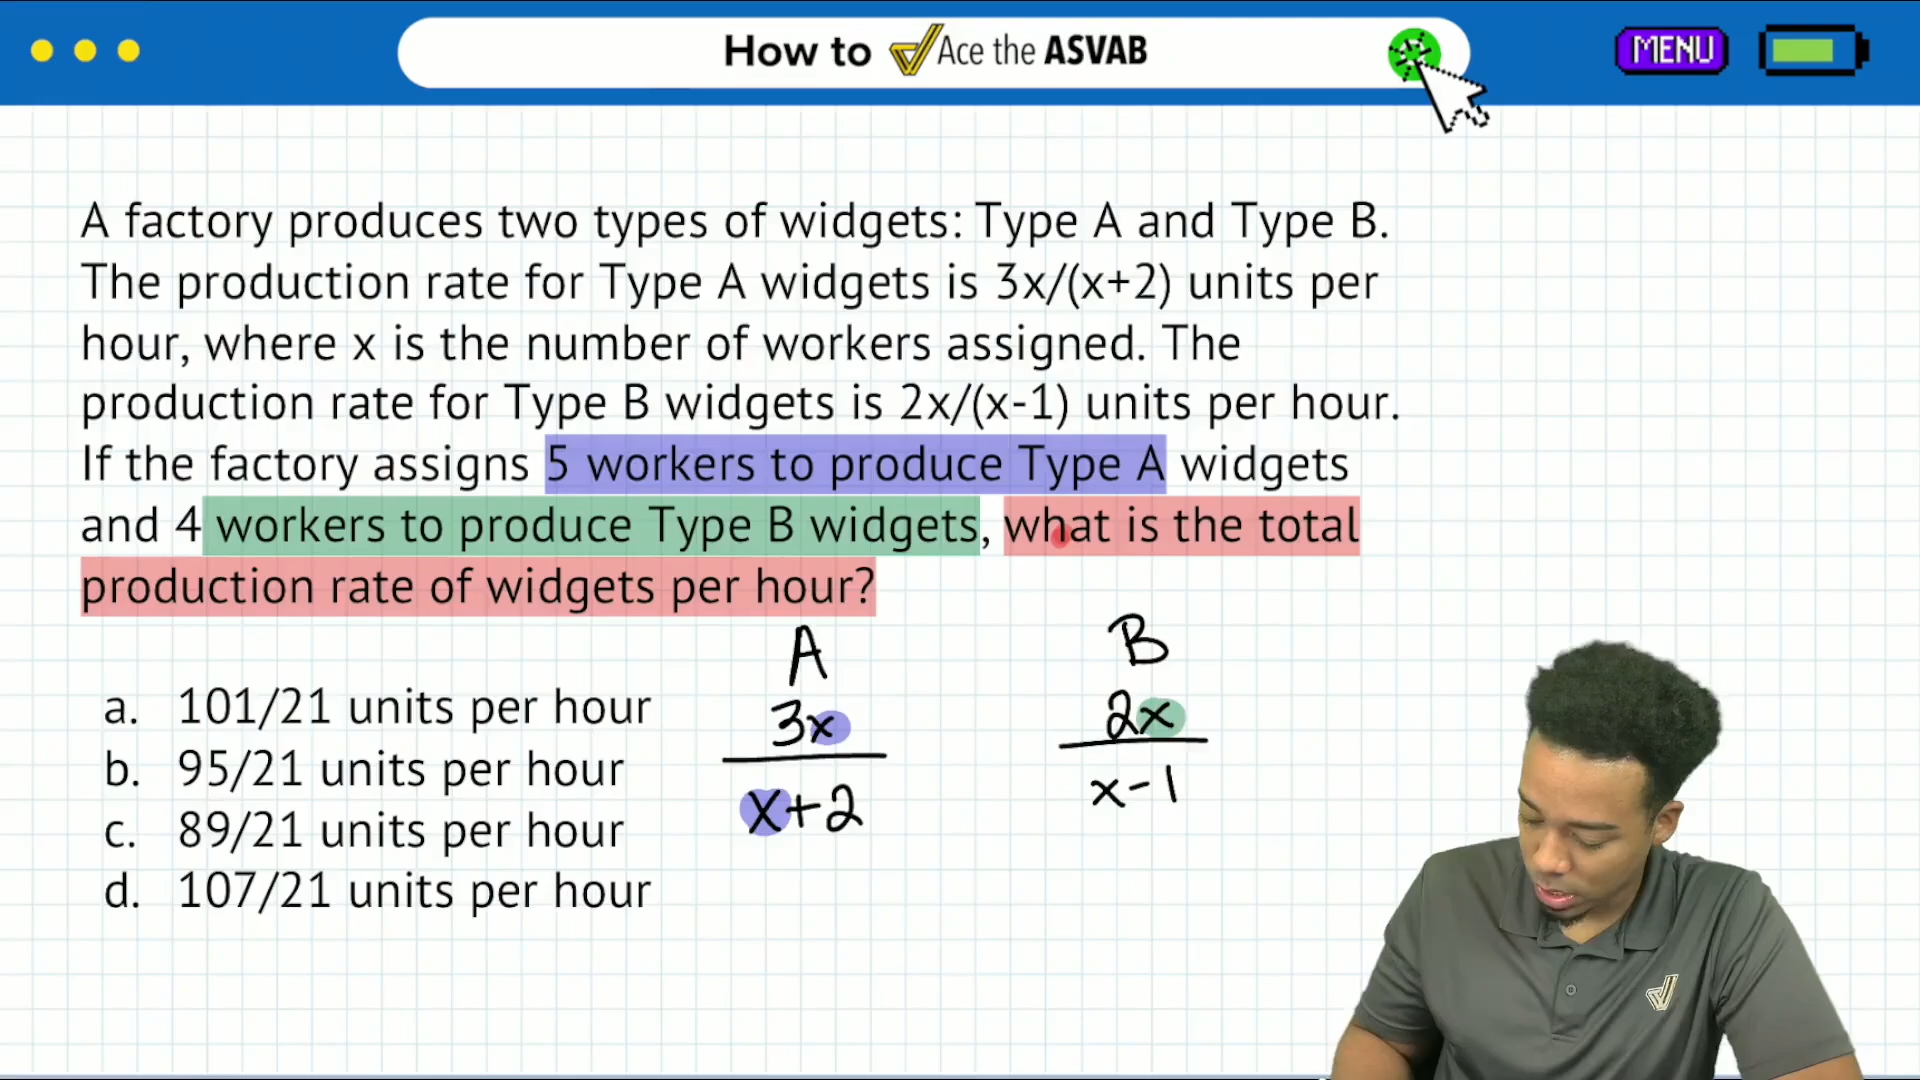 How to Ace the ASVAB
MENU
A factory produces two types of widgets: Type A and Type B.
The production rate for Type A widgets is 3x/(x+2) units per
hour, where x is the number of workers assigned. The
production rate for Type B widgets is 2x/(x-1) units per hour.
If the factory assigns 5 workers to produce Type A widgets
and 4 workers to produce Type B widgets, what is the total
production rate of widgets per hour?
a. 101/21 units per hour
b. 95/21 units per hour
c. 89/21 units per hour
d. 107/21 units per hour
A
3x
x+2
B
2x
x-1